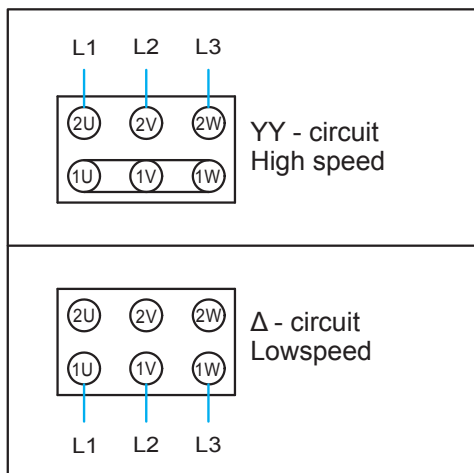 L1 L2 L3
2U 2V 2W
YY - circuit
High speed
1U 1V 1W
2U 2V 2W
Δ - circuit
Lowspeed
1U 1V 1W
L1 L2 L3